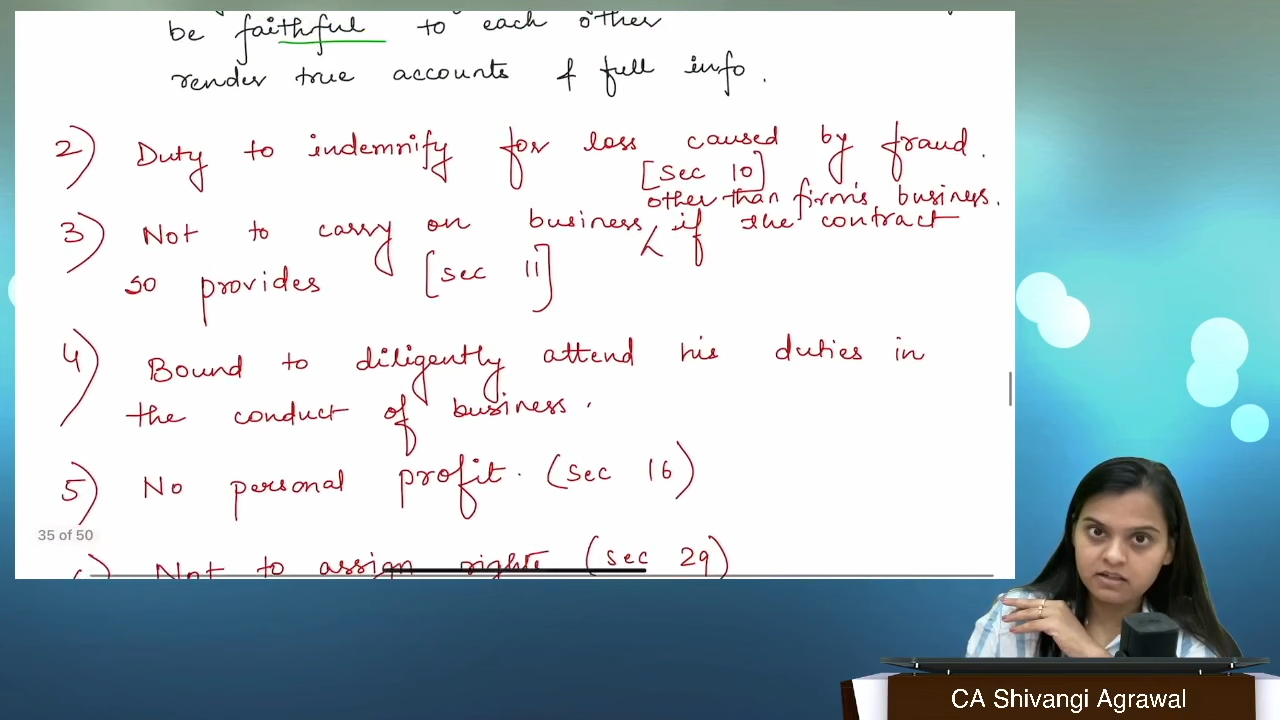 be faithful to each other
render true accounts & full info.
2) Duty to indemnify for loss caused by fraud.
[Sec 10]
other than firm's business.
3) Not to carry on business, if the contract
so provides [sec 11]
4) Bound to diligently attend his duties in
the conduct of business.
5) No personal profit. (Sec 16)
35 of 50
Not to assign rights (sec 29)
CA Shivangi Agrawal